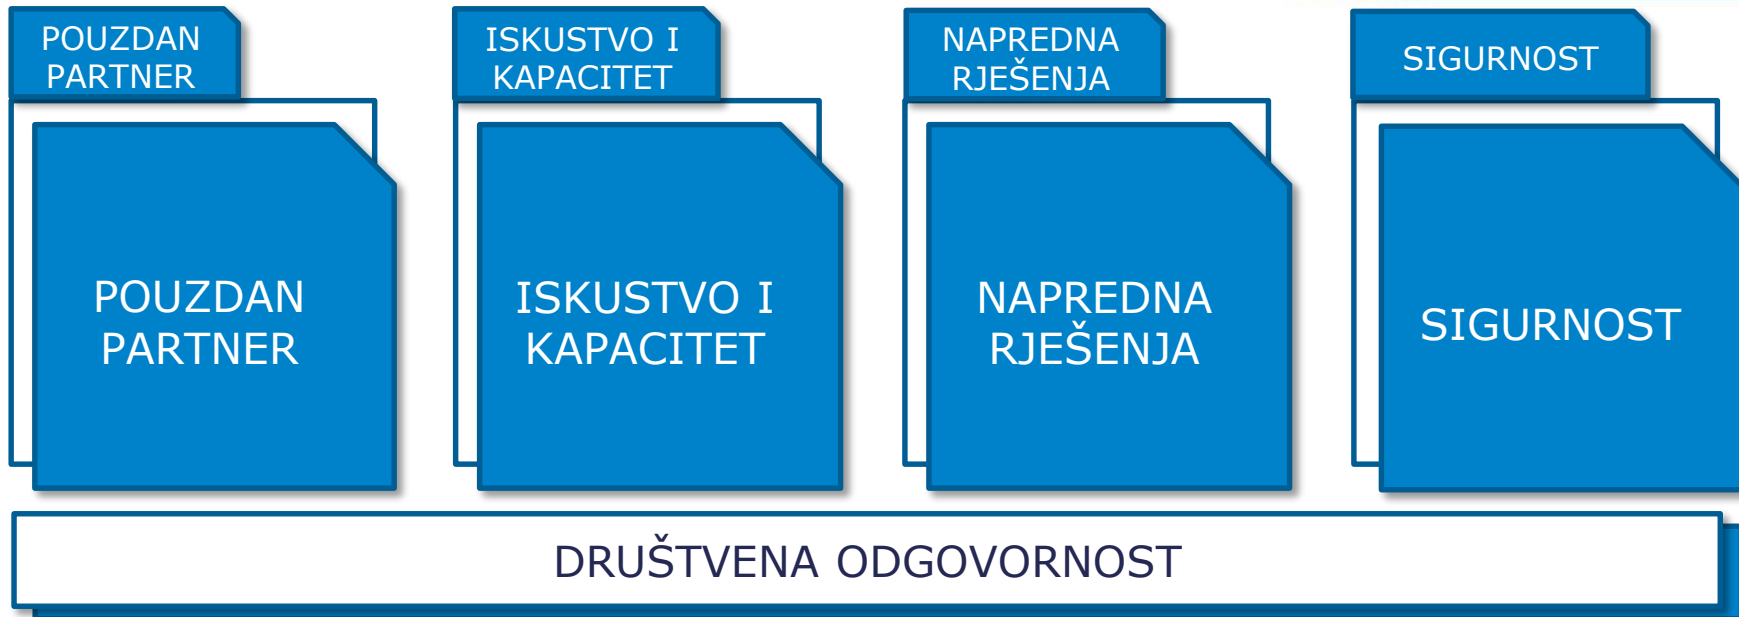 POUZDAN
PARTNER
ISKUSTVO I
KAPACITET
NAPREDNA
RJEŠENJA
SIGURNOST
POUZDAN
PARTNER
ISKUSTVO I
KAPACITET
NAPREDNA
RJEŠENJA
SIGURNOST
DRUŠTVENA ODGOVORNOST